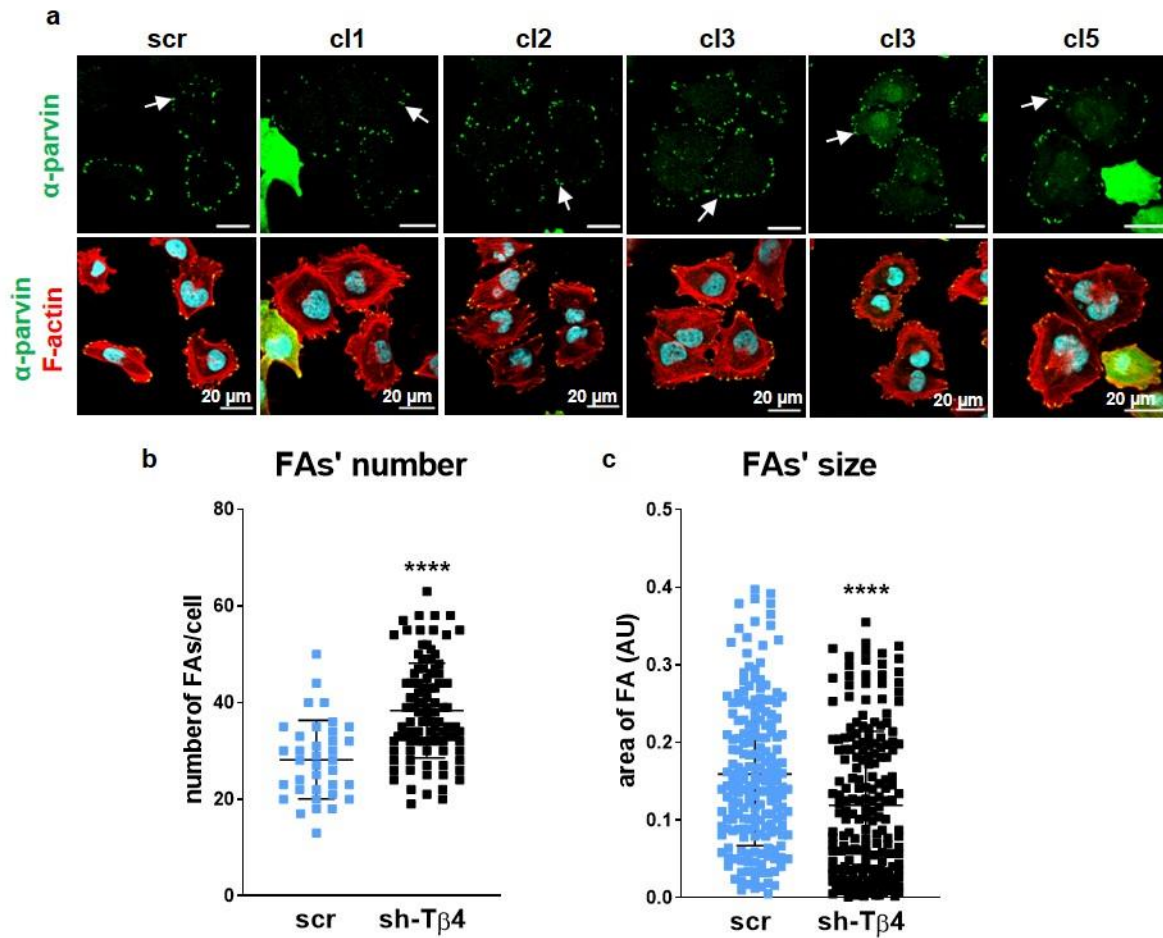 a
scr cl1 cl2 cl3 cl3 cl5
α-parvin
α-parvin
F-actin
20 µm 20 µm 20 µm 20 µm 20 µm 20 µm
b FAs' number
number of FAs/cell
80
60
40
20
0
****
scr sh-Tβ4
c FAs' size
area of FA (AU)
0.5
0.4
0.3
0.2
0.1
0.0
****
scr sh-Tβ4